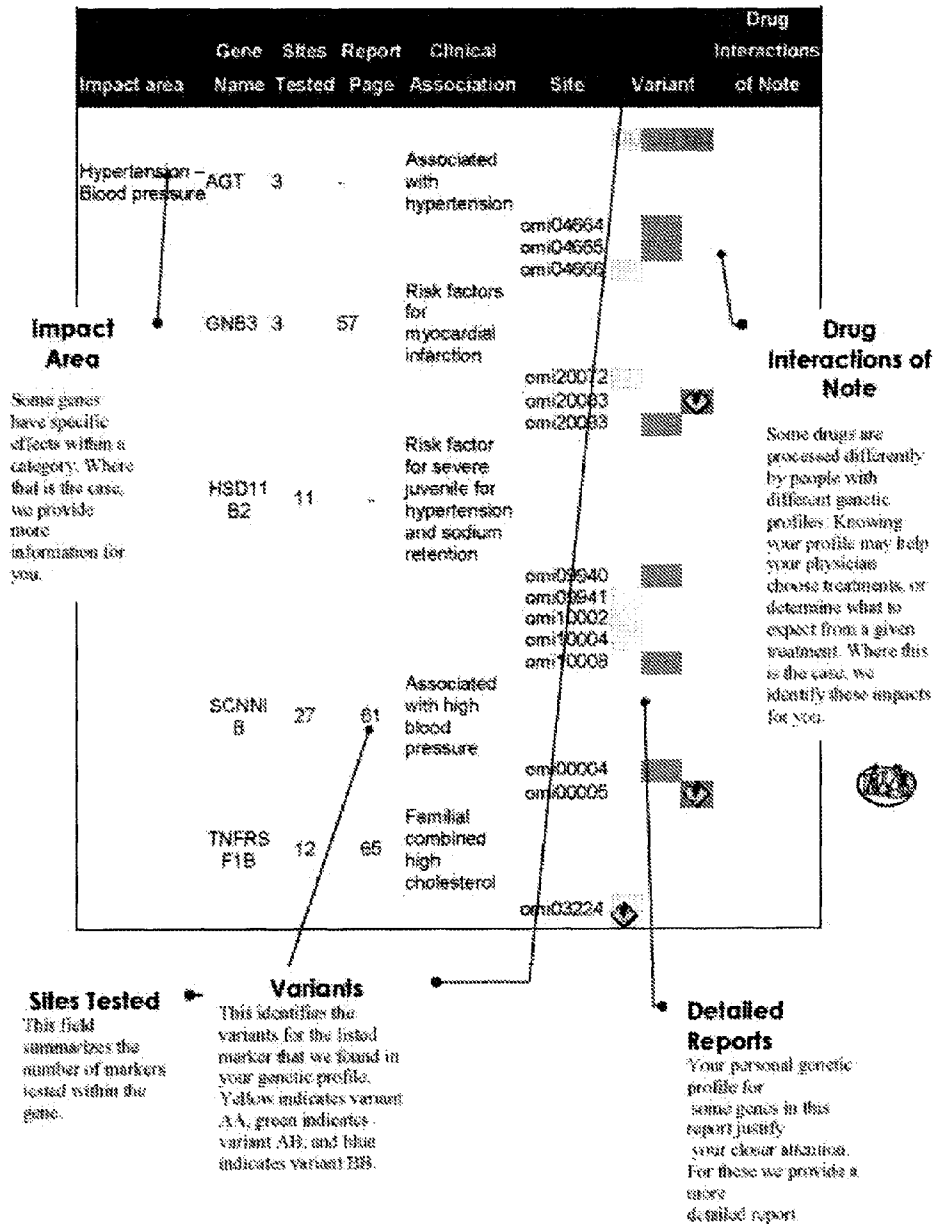 Drug
Gene Sites Report Clinical Interactions
Impact area Name Tested Page Association Site Variant of Note
Hypertension –
Blood pressure
AGT 3 -
Associated
with
hypertension
omi04664
omi04665
omi04666
GNB3 3 57
Risk factors
for
myocardial
infarction
omi20072
omi20083
omi20083
HSD11
B2
11 -
Risk factor
for severe
juvenile for
hypertension
and sodium
retention
omi09940
omi09941
omi10002
omi10004
omi10008
SCNNI
B
27 61
Associated
with high
blood
pressure
omi00004
omi00005
TNFRS
F1B
12 65
Familial
combined
high
cholesterol
omi03224
Impact
Area
Some genes
have specific
effects within a
category. Where
that is the case,
we provide
more
information for
you.
Drug
Interactions of
Note
Some drugs are
processed differently
by people with
different genetic
profiles. Knowing
your profile may help
your physician
choose treatments, or
determine what to
expect from a given
treatment. Where this
is the case, we
identify these impacts
for you.
Sites Tested
This field
summarizes the
number of markers
tested within the
gene.
Variants
This identifies the
variants for the listed
marker that we found in
your genetic profile.
Yellow indicates variant
AA, green indicates
variant AB, and blue
indicates variant BB.
Detailed
Reports
Your personal genetic
profile for
some genes in this
report justify
your closer attention.
For these we provide a
more
detailed report